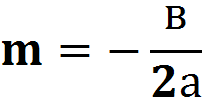 m = − в/2a